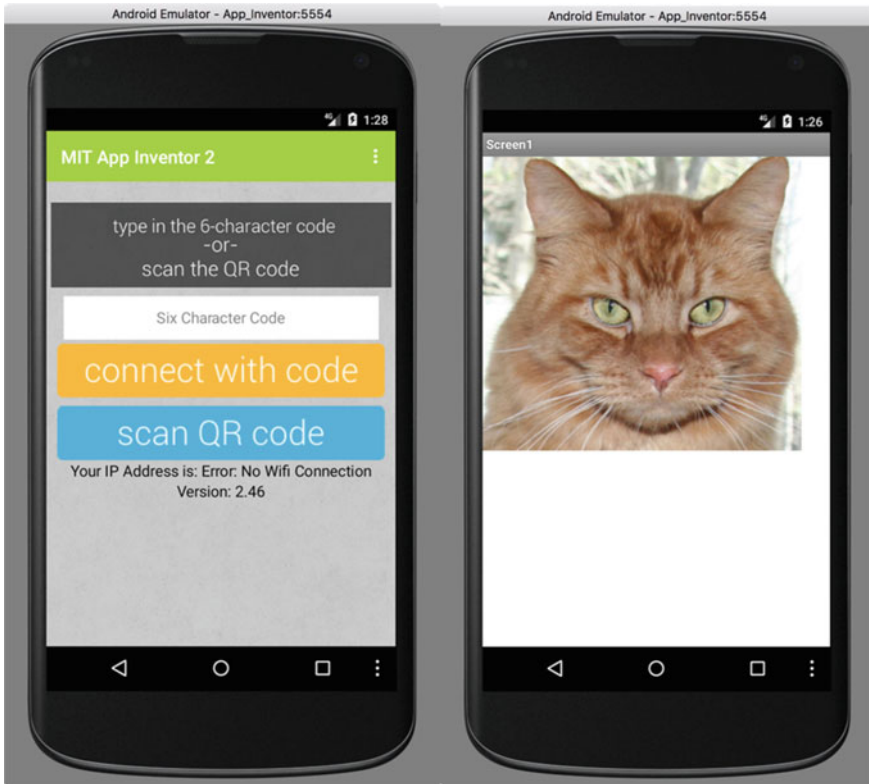 Android Emulator - App_Inventor:5554
1:28
MIT App Inventor 2
type in the 6-character code
-or-
scan the QR code
Six Character Code
connect with code
scan QR code
Your IP Address is: Error: No Wifi Connection
Version: 2.46
Android Emulator - App_Inventor:5554
1:26
Screen1